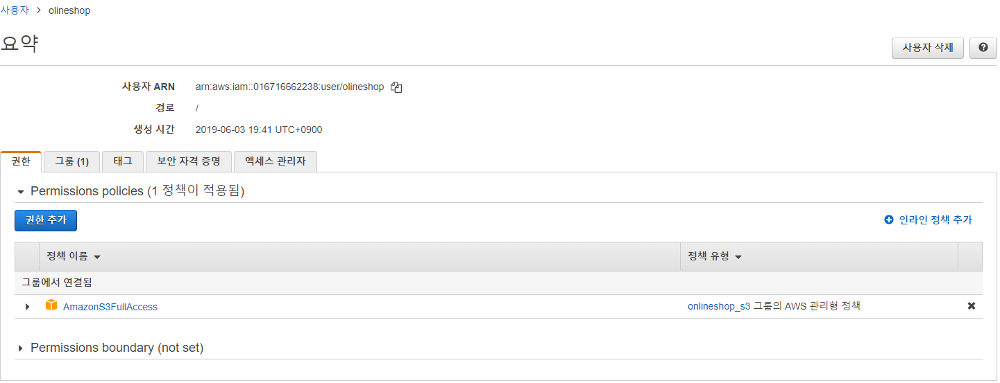 사용자 > olineshop
요약
사용자 삭제
사용자 ARN arn:aws:iam::016716662238:user/olineshop
경로 /
생성 시간 2019-06-03 19:41 UTC+0900
권한 그룹 (1) 태그 보안 자격 증명 액세스 관리자
Permissions policies (1 정책이 적용됨)
권한 추가 인라인 정책 추가
정책 이름 정책 유형
그룹에서 연결됨
AmazonS3FullAccess onlineshop_s3 그룹의 AWS 관리형 정책
Permissions boundary (not set)